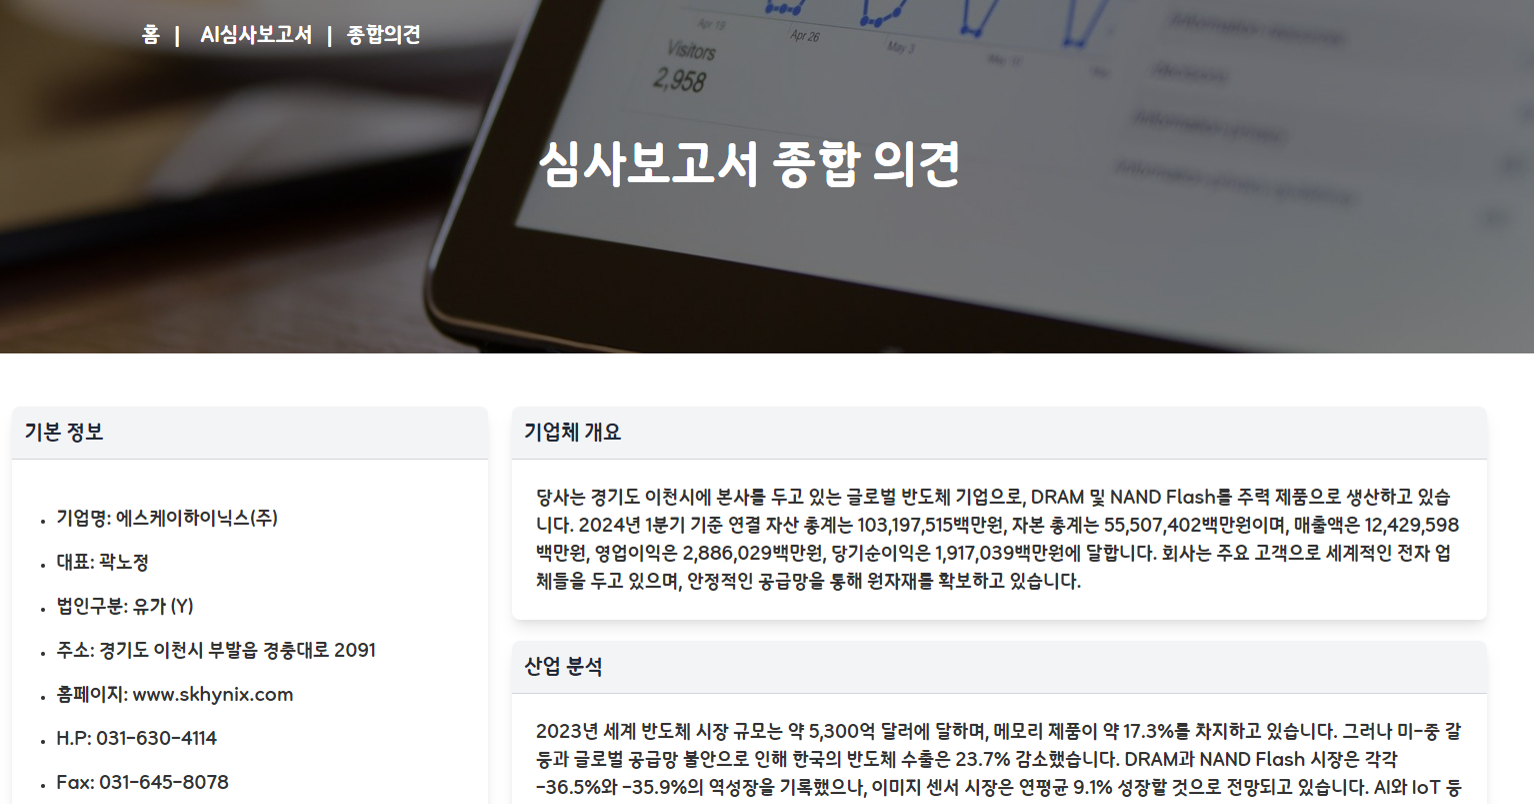 홈 | AI심사보고서 | 종합의견
Apr 19
Apr 26
May 3
Visitors
2,958
심사보고서 종합 의견
기본 정보
• 기업명: 에스케이하이닉스(주)
• 대표: 곽노정
• 법인구분: 유가 (Y)
• 주소: 경기도 이천시 부발읍 경충대로 2091
• 홈페이지: www.skhynix.com
• H.P: 031-630-4114
• Fax: 031-645-8078
기업체 개요
당사는 경기도 이천시에 본사를 두고 있는 글로벌 반도체 기업으로, DRAM 및 NAND Flash를 주력 제품으로 생산하고 있습
니다. 2024년 1분기 기준 연결 자산 총계는 103,197,515백만원, 자본 총계는 55,507,402백만원이며, 매출액은 12,429,598
백만원, 영업이익은 2,886,029백만원, 당기순이익은 1,917,039백만원에 달합니다. 회사는 주요 고객으로 세계적인 전자 업
체들을 두고 있으며, 안정적인 공급망을 통해 원자재를 확보하고 있습니다.
산업 분석
2023년 세계 반도체 시장 규모는 약 5,300억 달러에 달하며, 메모리 제품이 약 17.3%를 차지하고 있습니다. 그러나 미-중 갈
등과 글로벌 공급망 불안으로 인해 한국의 반도체 수출은 23.7% 감소했습니다. DRAM과 NAND Flash 시장은 각각
-36.5%와 -35.9%의 역성장을 기록했으나, 이미지 센서 시장은 연평균 9.1% 성장할 것으로 전망되고 있습니다. AI와 IoT 등